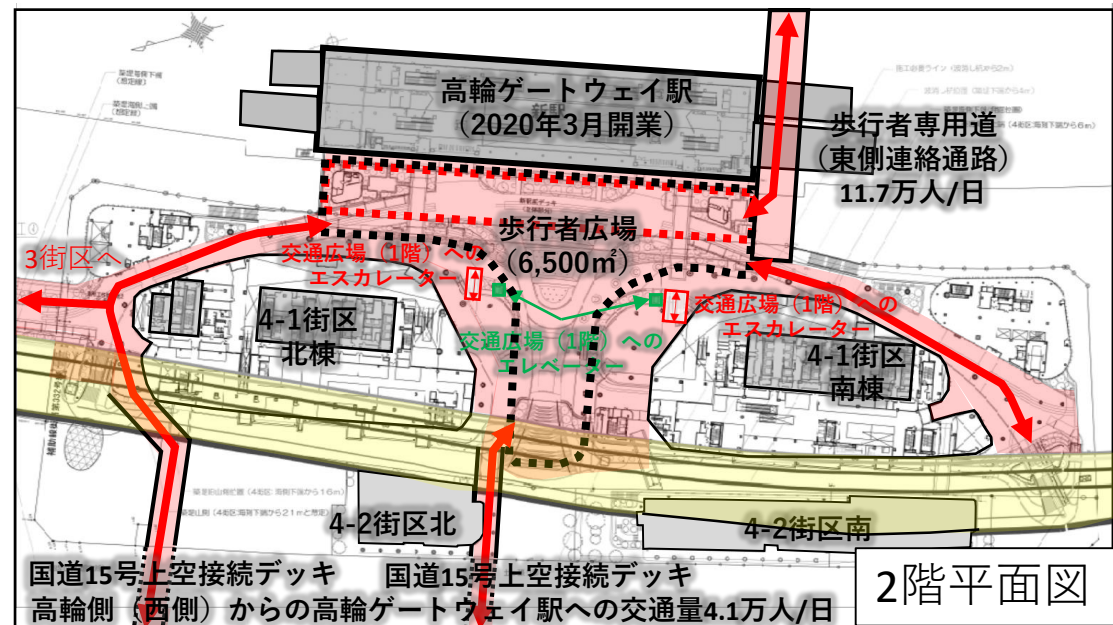 高輪ゲートウェイ駅
（2020年3月開業）
歩行者専用道
（東側連絡通路）
11.7万人/日
歩行者広場
（6,500㎡）
3街区へ
交通広場（1階）への
エスカレーター
交通広場（1階）への
エスカレーター
交通広場（1階）への
エレベーター
4-1街区
北棟
4-1街区
南棟
4-2街区北
4-2街区南
国道15号上空接続デッキ
国道15号上空接続デッキ
高輪側（西側）からの高輪ゲートウェイ駅への交通量4.1万人/日
2階平面図